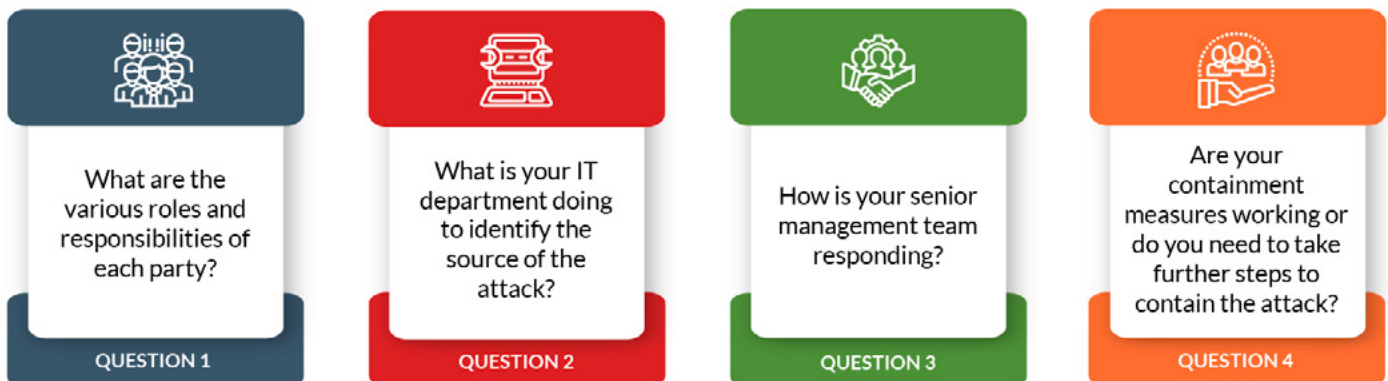 What are the
various roles and
responsibilities of
each party?
QUESTION 1
What is your IT
department doing
to identify the
source of the
attack?
QUESTION 2
How is your senior
management team
responding?
QUESTION 3
Are your
containment
measures working or
do you need to take
further steps to
contain the attack?
QUESTION 4